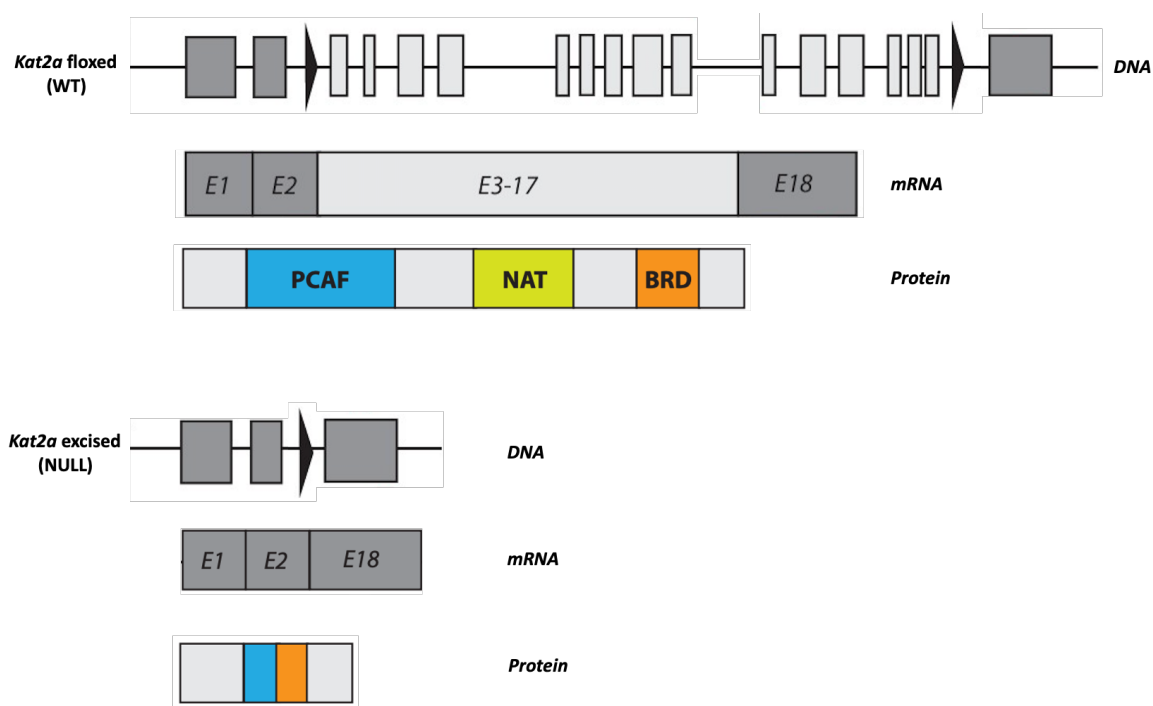 Kat2a floxed
(WT)
DNA
E1 E2 E3-17 E18
mRNA
PCAF NAT BRD
Protein
Kat2a excised
(NULL)
DNA
E1 E2 E18
mRNA
Protein